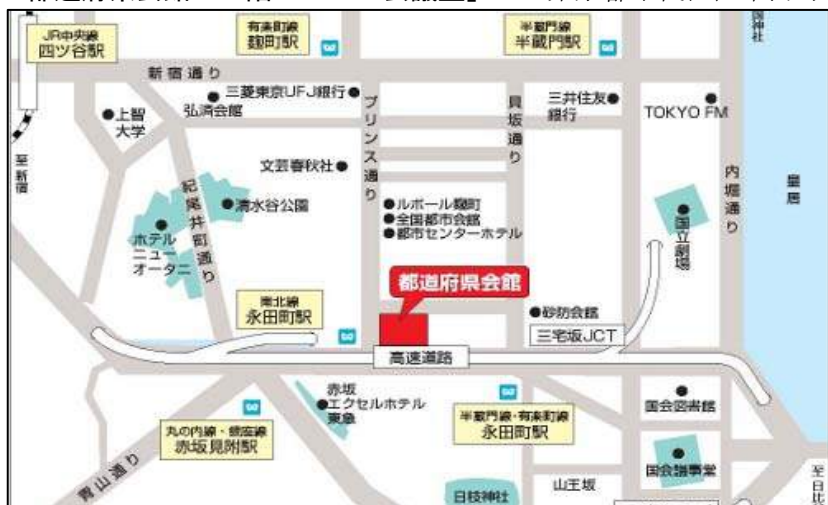 JR中央線
四ツ谷駅
有楽町線
麹町駅
半蔵門線
半蔵門駅
国神社
新宿通り
三菱東京UFJ銀行
弘済会館
上智
大学
プリンス通り
貝坂通り
三井住友
銀行
TOKYO FM
至新宿
文芸春秋社
紀尾井町通り
清水谷公園
内堀通り
皇居
ルポール麹町
全国都市会館
都市センターホテル
国立劇場
ホテル
ニュー
オータニ
都道府県会館
南北線
永田町駅
砂防会館
三宅坂JCT
高速道路
赤坂
エクセルホテル
東急
半蔵門線・有楽町線
永田町駅
国会図書館
丸の内線・銀座線
赤坂見附駅
国会議事堂
青山通り
日枝神社
山王坂
至日比